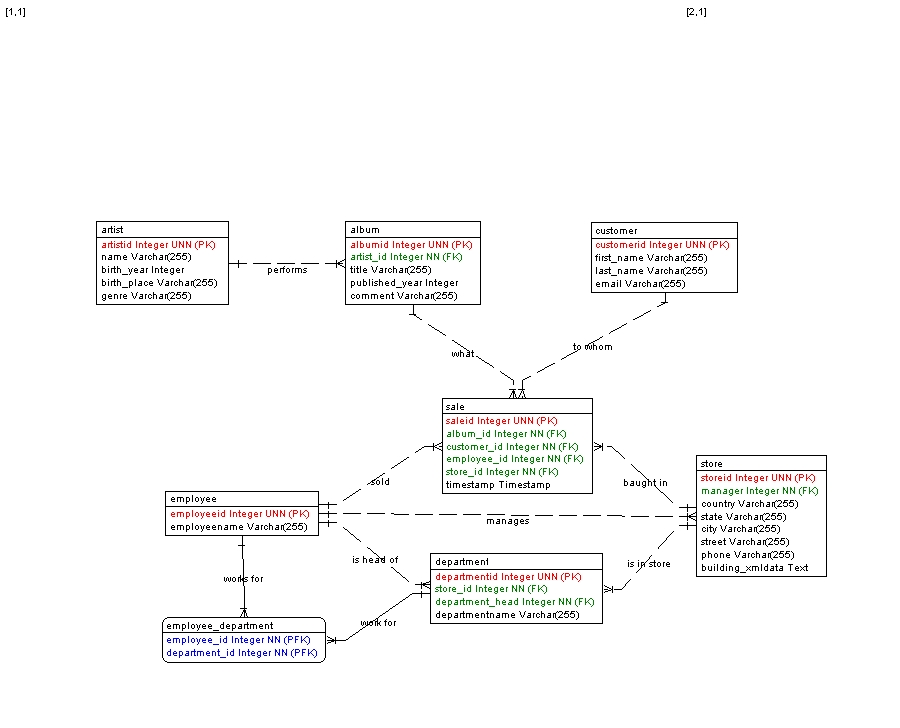 [1,1]
[2,1]
artist
artistid Integer UNN (PK)
name Varchar(255)
birth_year Integer
birth_place Varchar(255)
genre Varchar(255)
performs
album
albumid Integer UNN (PK)
artist_id Integer NN (FK)
title Varchar(255)
published_year Integer
comment Varchar(255)
customer
customerid Integer UNN (PK)
first_name Varchar(255)
last_name Varchar(255)
email Varchar(255)
what
to whom
sale
saleid Integer UNN (PK)
album_id Integer NN (FK)
customer_id Integer NN (FK)
employee_id Integer NN (FK)
store_id Integer NN (FK)
timestamp Timestamp
sold
baught in
store
storeid Integer UNN (PK)
manager Integer NN (FK)
country Varchar(255)
state Varchar(255)
city Varchar(255)
street Varchar(255)
phone Varchar(255)
building_xmldata Text
employee
employeeid Integer UNN (PK)
employeename Varchar(255)
manages
is head of
is in store
department
departmentid Integer UNN (PK)
store_id Integer NN (FK)
department_head Integer NN (FK)
departmentname Varchar(255)
works for
work for
employee_department
employee_id Integer NN (PFK)
department_id Integer NN (PFK)